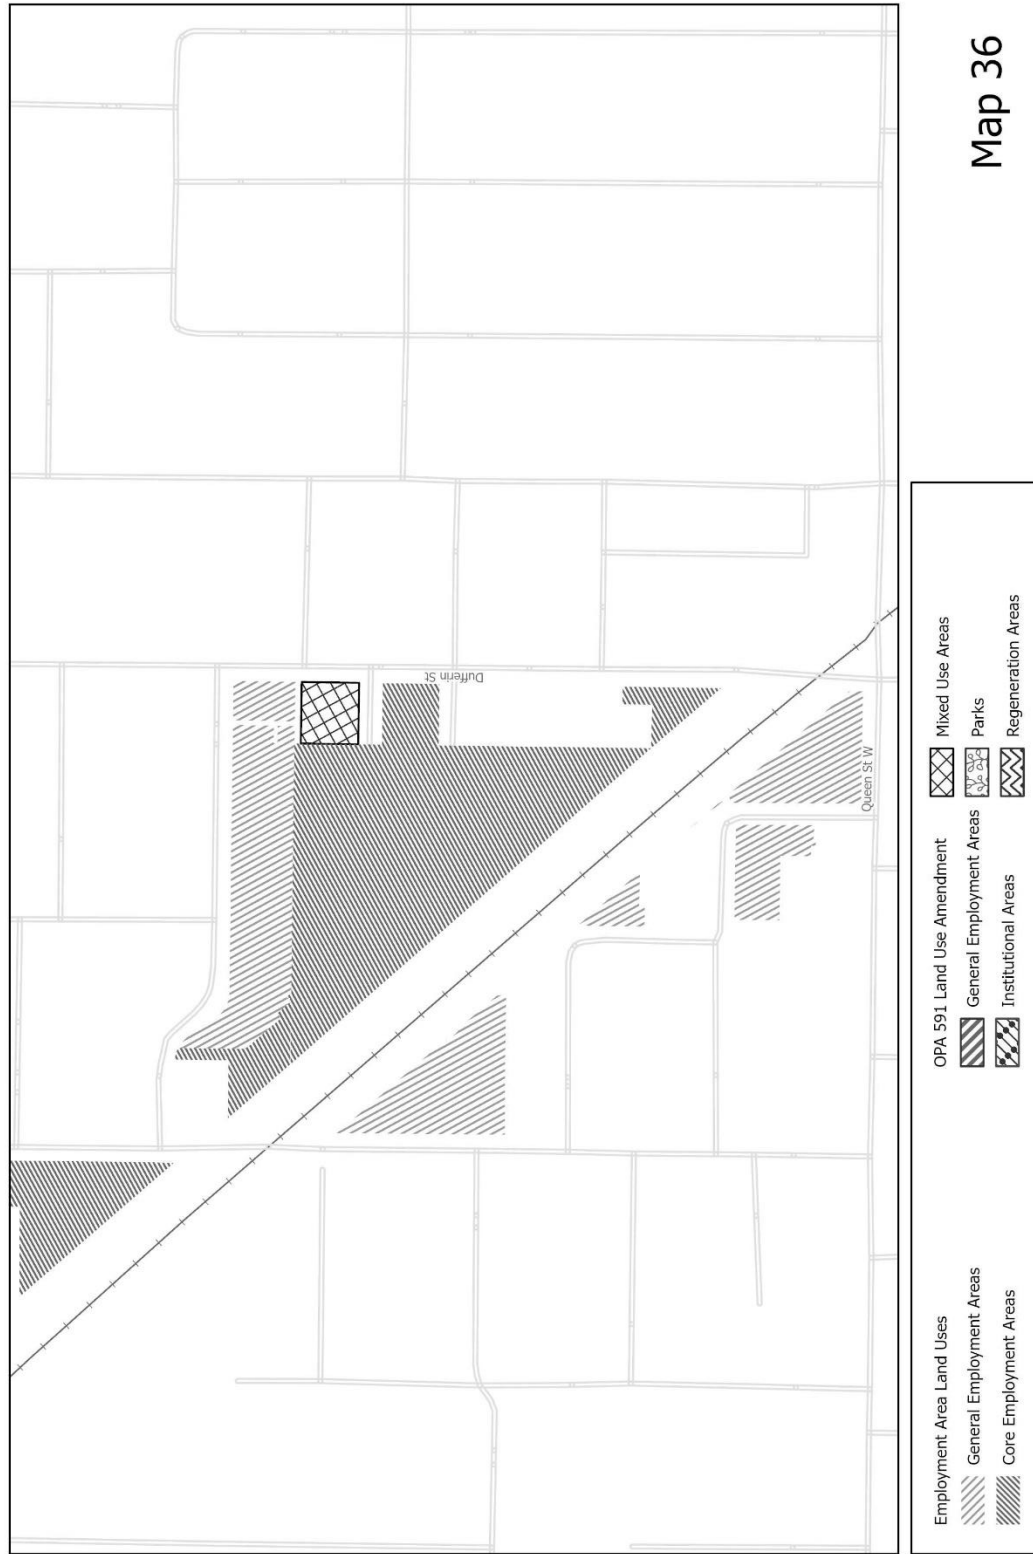 Map 36
Dufferin St
Queen St W
Employment Area Land Uses
General Employment Areas
Core Employment Areas
OPA 591 Land Use Amendment
General Employment Areas
Institutional Areas
Mixed Use Areas
Parks
Regeneration Areas